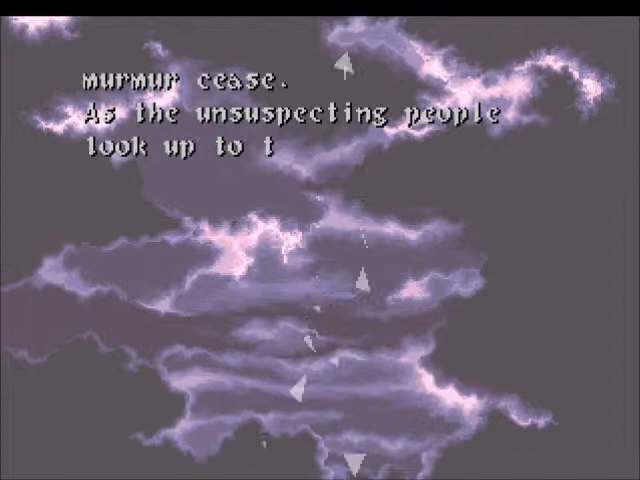 murmur cease.
As the unsuspecting people
look up to t